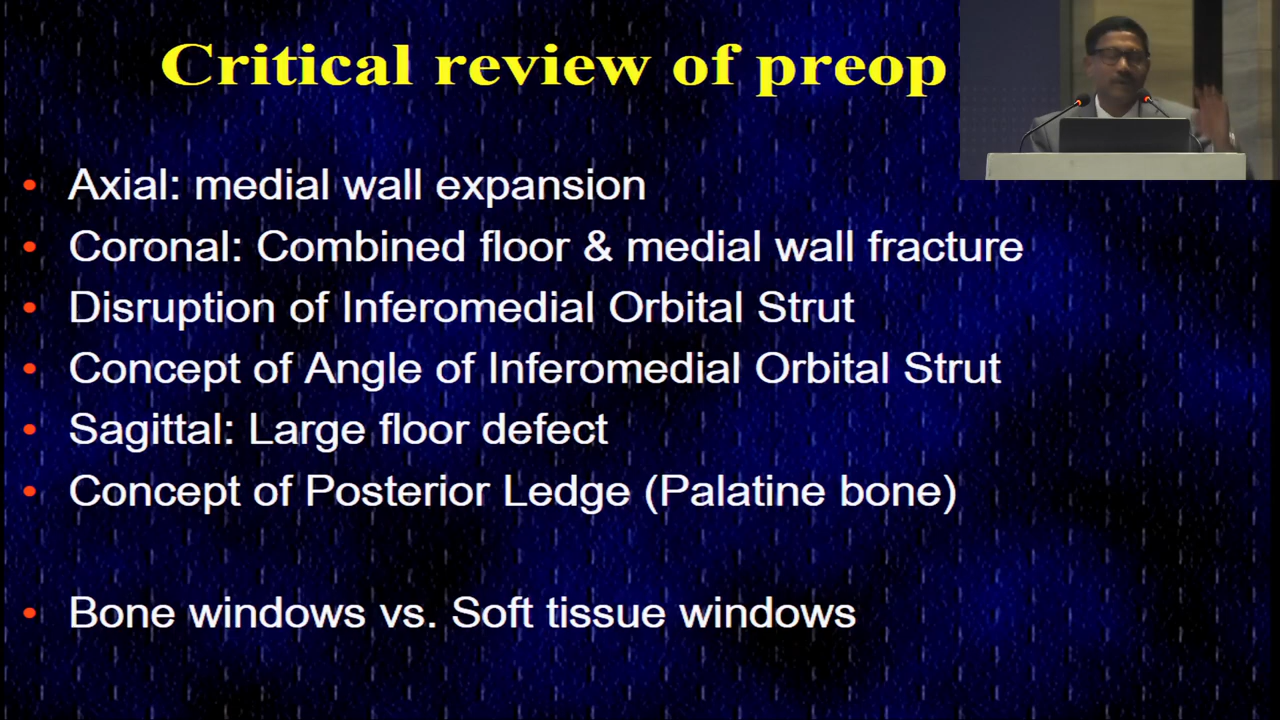 Critical review of preop
• Axial: medial wall expansion
• Coronal: Combined floor & medial wall fracture
• Disruption of Inferomedial Orbital Strut
• Concept of Angle of Inferomedial Orbital Strut
• Sagittal: Large floor defect
• Concept of Posterior Ledge (Palatine bone)
• Bone windows vs. Soft tissue windows